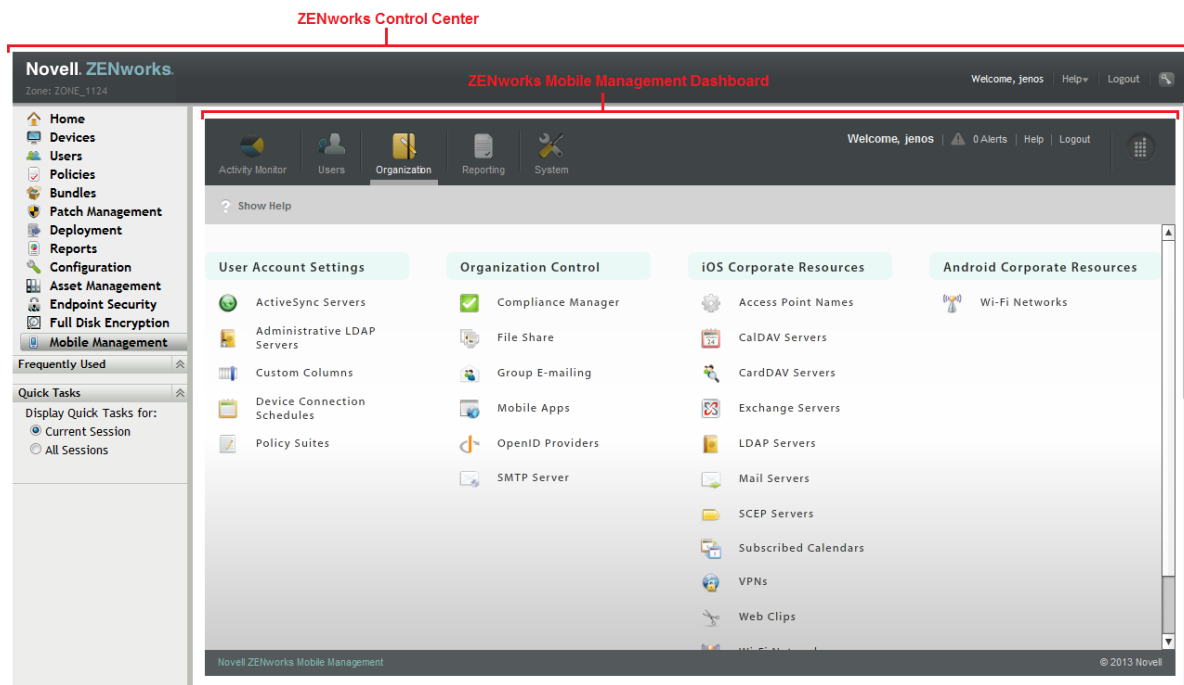 ZENworks Control Center
Novell. ZENworks.
Zone: ZONE_1124
ZENworks Mobile Management Dashboard
Welcome, jenos
Help
Logout
Home
Devices
Users
Policies
Bundles
Patch Management
Deployment
Reports
Configuration
Asset Management
Endpoint Security
Full Disk Encryption
Mobile Management
Frequently Used
Quick Tasks
Display Quick Tasks for:
Current Session
All Sessions
Activity Monitor
Users
Organization
Reporting
System
Welcome, jenos
0 Alerts
Help
Logout
? Show Help
User Account Settings
ActiveSync Servers
Administrative LDAP
Servers
Custom Columns
Device Connection
Schedules
Policy Suites
Organization Control
Compliance Manager
File Share
Group E-mailing
Mobile Apps
OpenID Providers
SMTP Server
iOS Corporate Resources
Access Point Names
CalDAV Servers
24
CardDAV Servers
Exchange Servers
LDAP Servers
Mail Servers
SCEP Servers
Subscribed Calendars
VPNs
Web Clips
Android Corporate Resources
Wi-Fi Networks
Novell ZENworks Mobile Management
© 2013 Novell